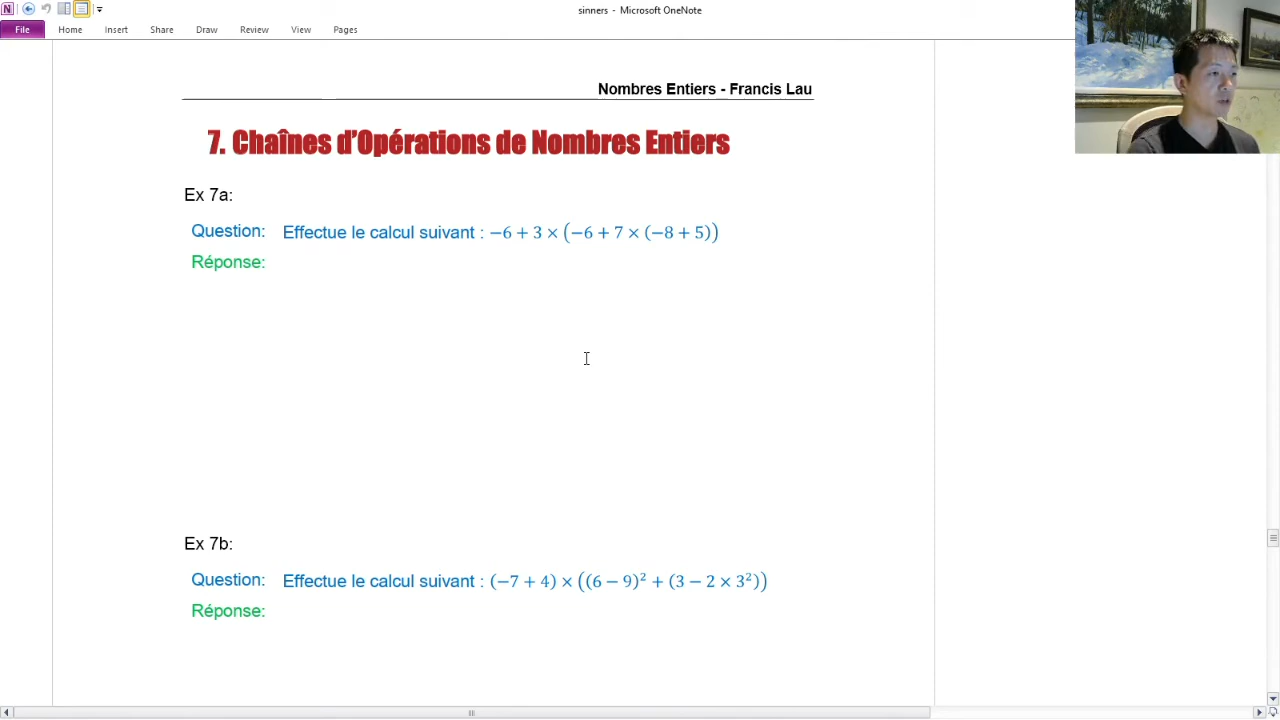 sinners - Microsoft OneNote
File Home Insert Share Draw Review View Pages
Nombres Entiers - Francis Lau
7. Chaînes d’Opérations de Nombres Entiers
Ex 7a:
Question: Effectue le calcul suivant : −6 + 3 × (−6 + 7 × (−8 + 5))
Réponse:
Ex 7b:
Question: Effectue le calcul suivant : (−7 + 4) × ((6 − 9)² + (3 − 2 × 3²))
Réponse: